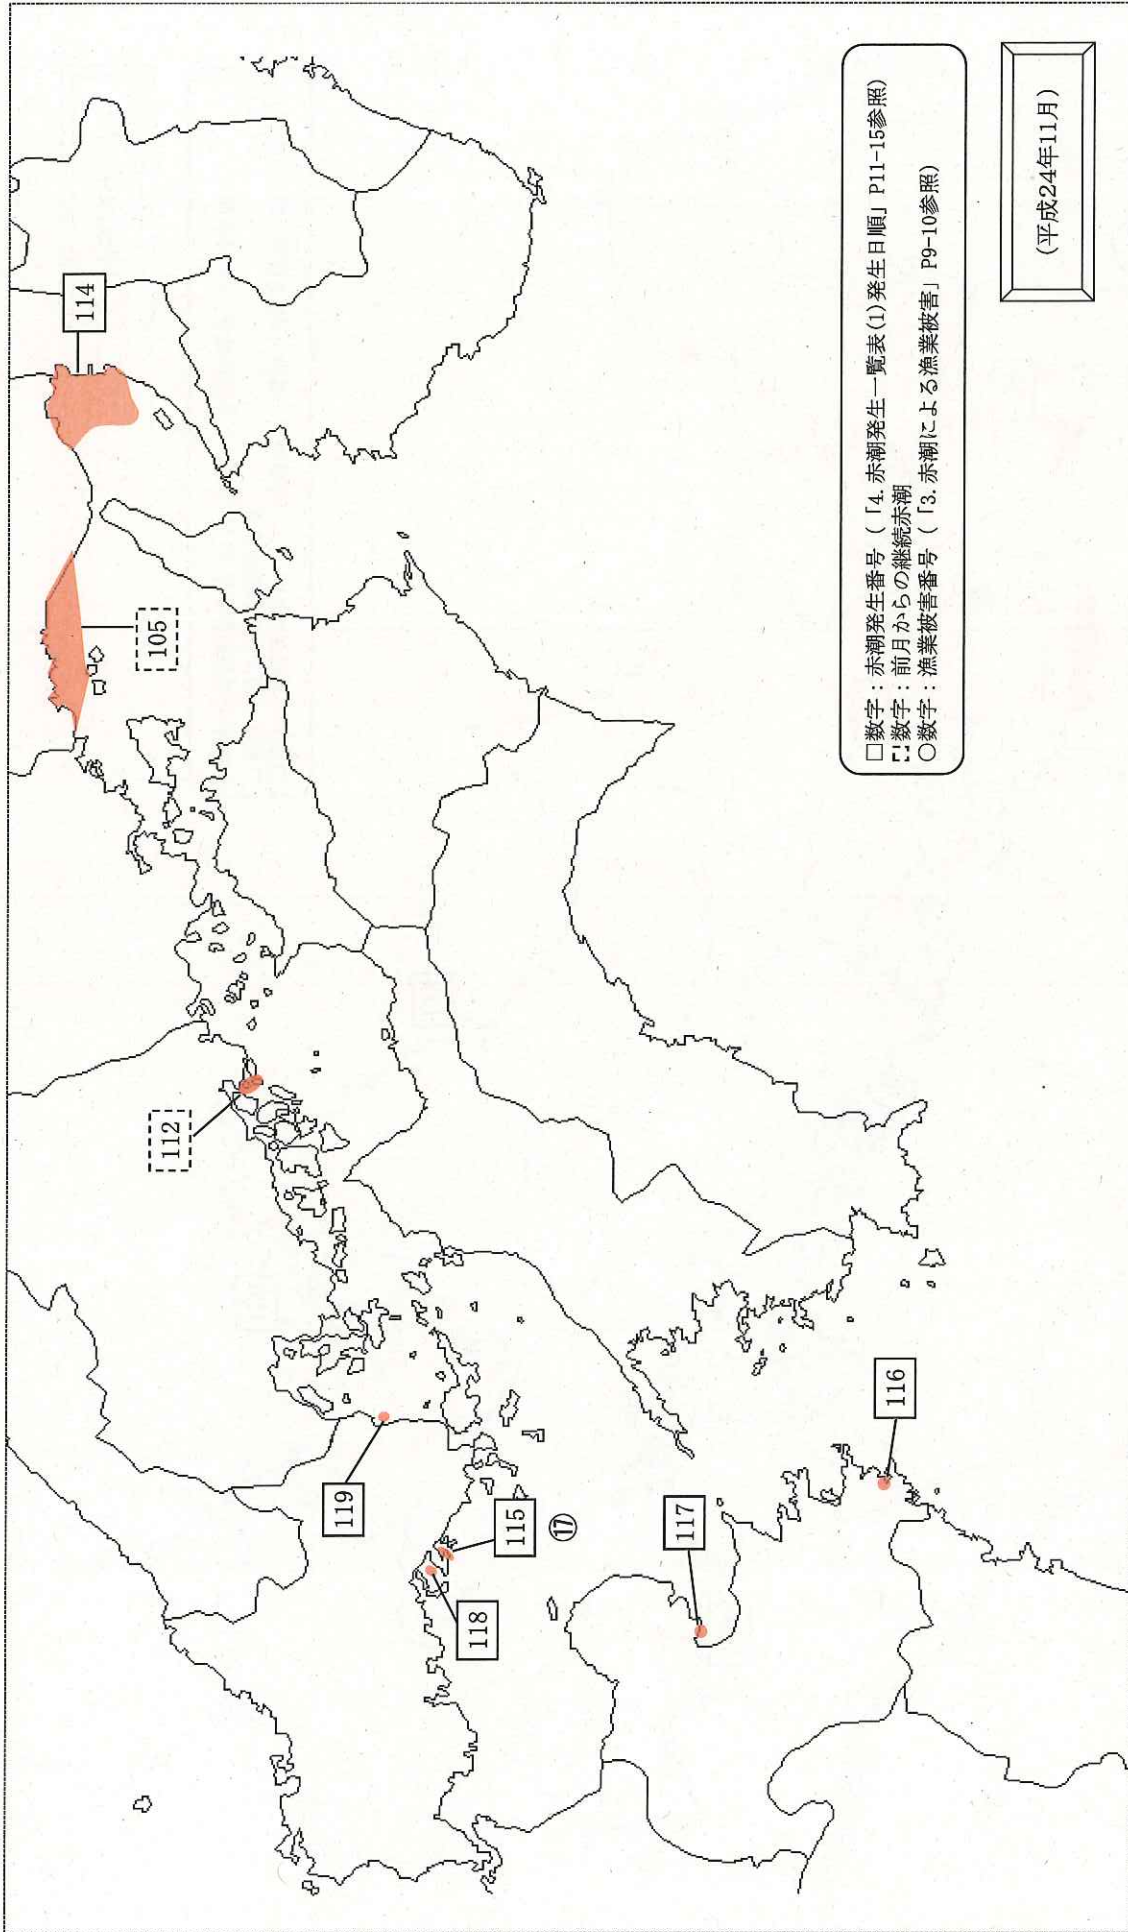 114
105
112
119
115
⑰
118
117
116
□数字：赤潮発生番号（「4. 赤潮発生一覧表(1)発生日順」P11-15参照）
数字：前月からの継続赤潮
○数字：漁業被害番号（「3. 赤潮による漁業被害」P9-10参照）
(平成24年11月)